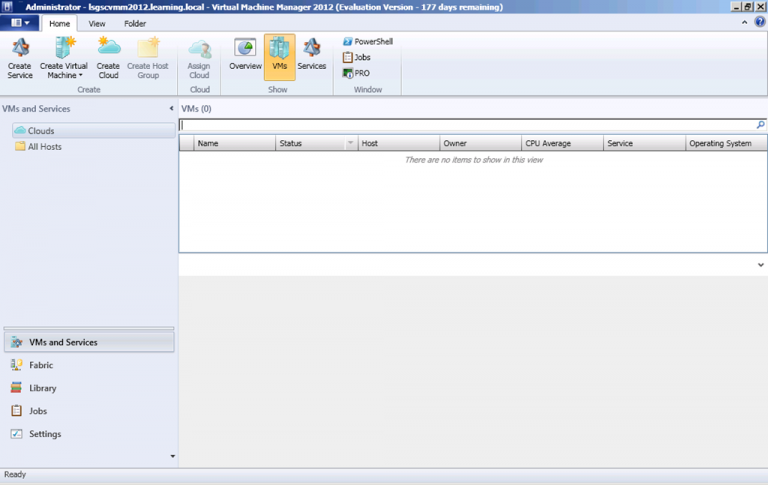 Administrator - lsgscvmm2012.learning.local - Virtual Machine Manager 2012 (Evaluation Version - 177 days remaining)
Home View Folder
Create Service
Create Virtual Machine
Create Cloud
Create Host Group
Assign Cloud
Overview
VMs
Services
PowerShell
Jobs
PRO
Create Cloud Show Window
VMs and Services
VMs (0)
Clouds
All Hosts
Name Status Host Owner CPU Average Service Operating System
There are no items to show in this view
VMs and Services
Fabric
Library
Jobs
Settings
Ready